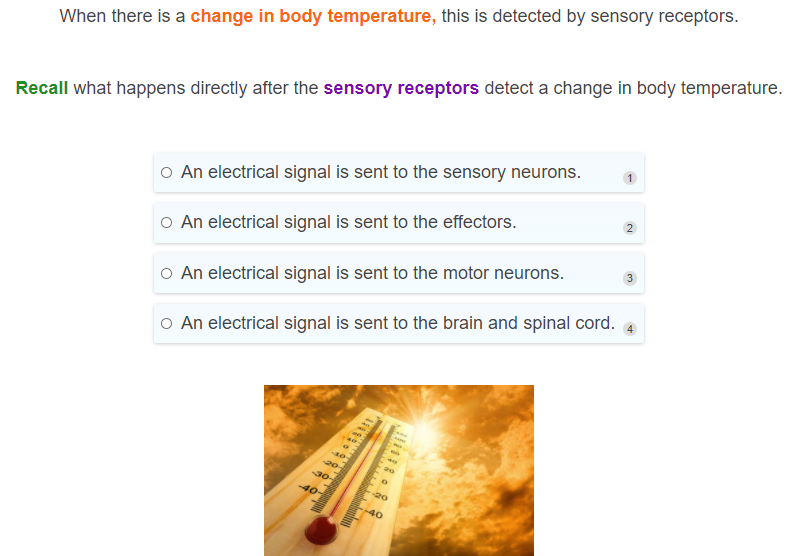 When there is a change in body temperature, this is detected by sensory receptors.
Recall what happens directly after the sensory receptors detect a change in body temperature.
An electrical signal is sent to the sensory neurons. 1
An electrical signal is sent to the effectors. 2
An electrical signal is sent to the motor neurons. 3
An electrical signal is sent to the brain and spinal cord. 4
-10
-20
-30
-40
20
0
-20
-40